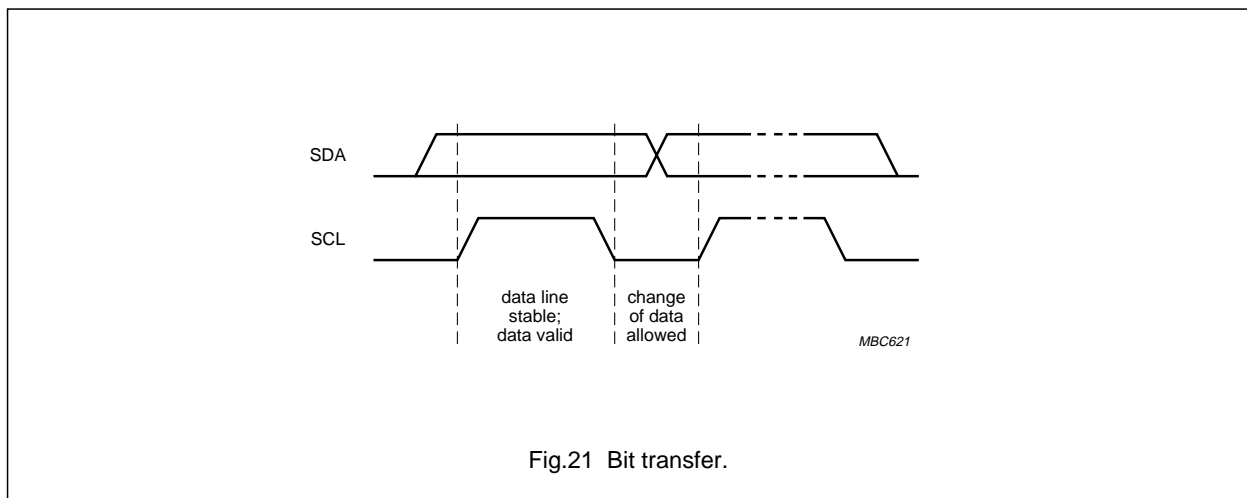 SDA
SCL
data line
stable;
data valid
change
of data
allowed
MBC621
Fig.21 Bit transfer.